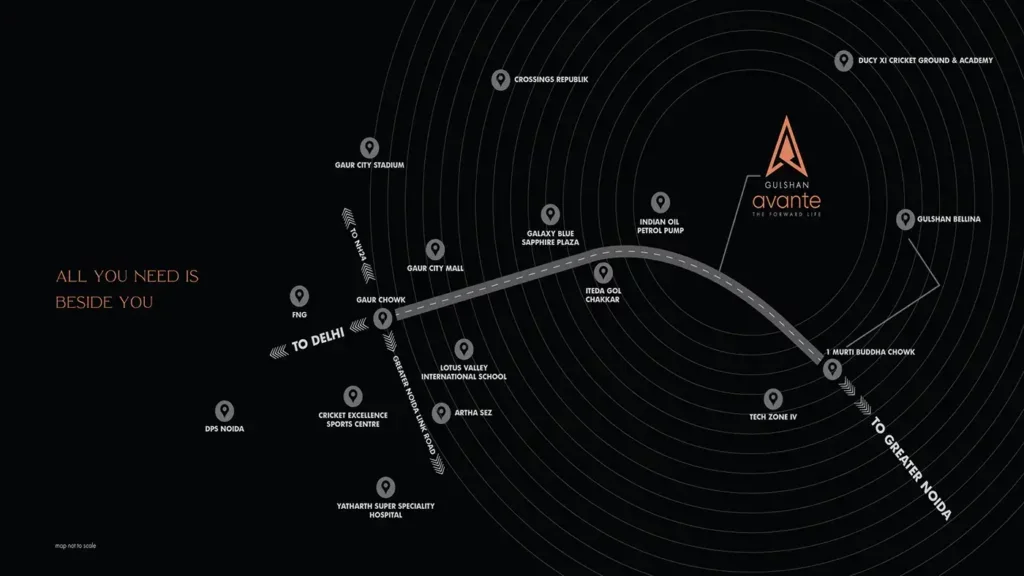 CROSSINGS REPUBLIK
DUCY XI CRICKET GROUND & ACADEMY
GAUR CITY STADIUM
GULSHAN
avante
THE FORWARD LIFE
GULSHAN BELLINA
INDIAN OIL
PETROL PUMP
GALAXY BLUE
SAPPHIRE PLAZA
TO NH24
GAUR CITY MALL
ALL YOU NEED IS
BESIDE YOU
ITEDA GOL
CHAKKAR
GAUR CHOWK
FNG
TO DELHI
1 MURTI BUDDHA CHOWK
LOTUS VALLEY
INTERNATIONAL SCHOOL
GREATER NOIDA LINK ROAD
CRICKET EXCELLENCE
SPORTS CENTRE
ARTHA SEZ
TECH ZONE IV
DPS NOIDA
TO GREATER NOIDA
YATHARTH SUPER SPECIALITY
HOSPITAL
map not to scale